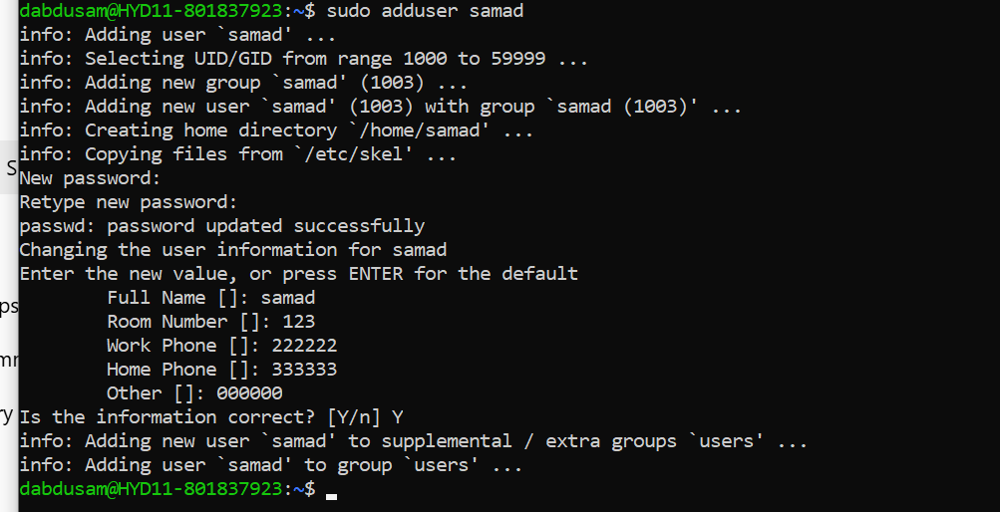 dabdusam@HYD11-801837923:~$ sudo adduser samad
info: Adding user `samad' ...
info: Selecting UID/GID from range 1000 to 59999 ...
info: Adding new group `samad' (1003) ...
info: Adding new user `samad' (1003) with group `samad (1003)' ...
info: Creating home directory `/home/samad' ...
info: Copying files from `/etc/skel' ...
New password:
Retype new password:
passwd: password updated successfully
Changing the user information for samad
Enter the new value, or press ENTER for the default
        Full Name []: samad
        Room Number []: 123
        Work Phone []: 222222
        Home Phone []: 333333
        Other []: 000000
Is the information correct? [Y/n] Y
info: Adding new user `samad' to supplemental / extra groups `users' ...
info: Adding user `samad' to group `users' ...
dabdusam@HYD11-801837923:~$